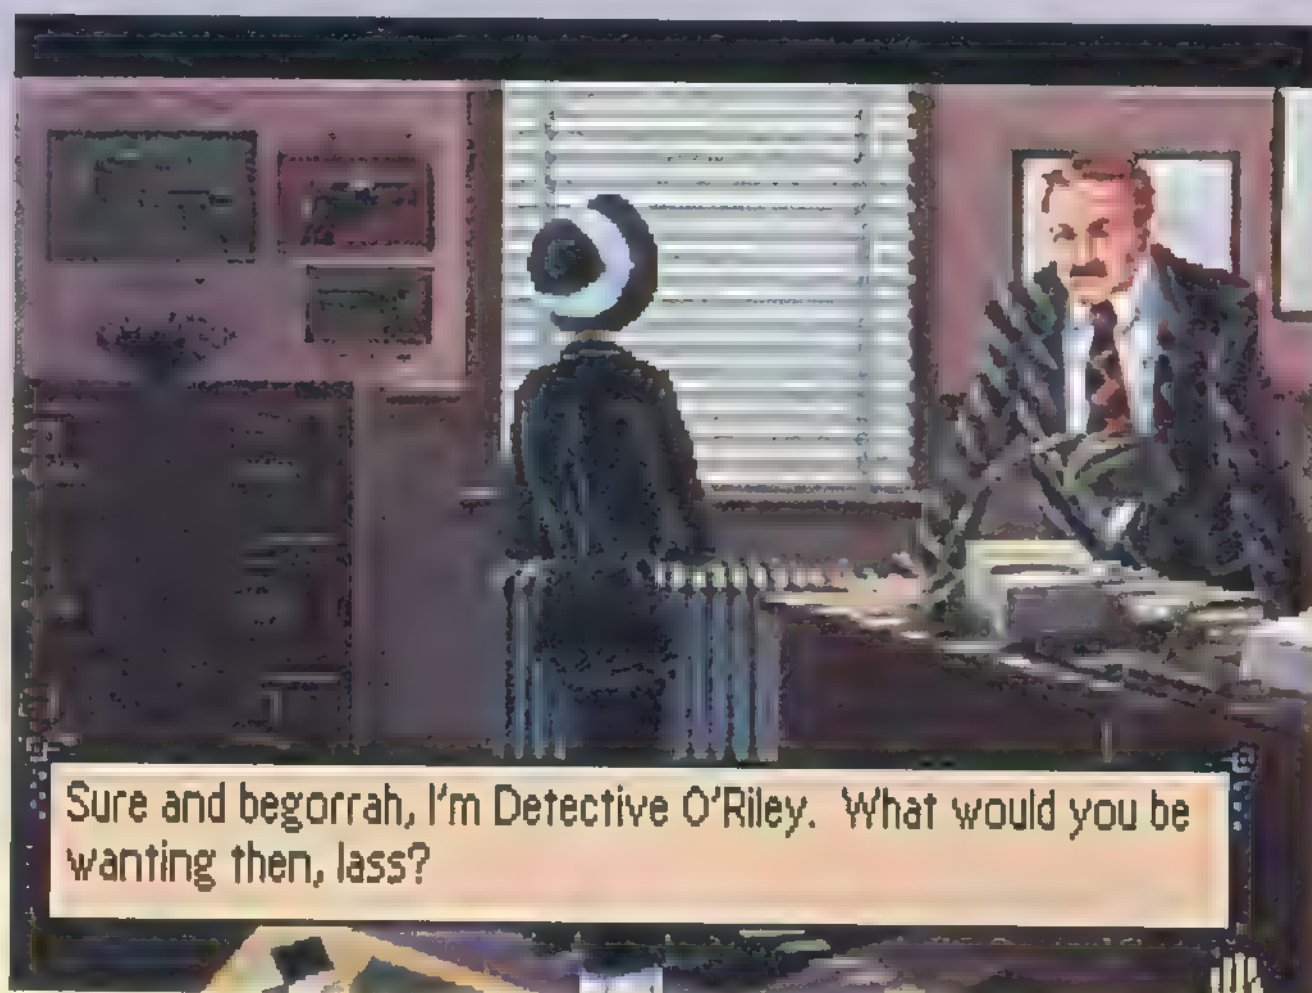 Sure and begorrah, I'm Detective O'Riley.  What would you be
wanting then, lass?